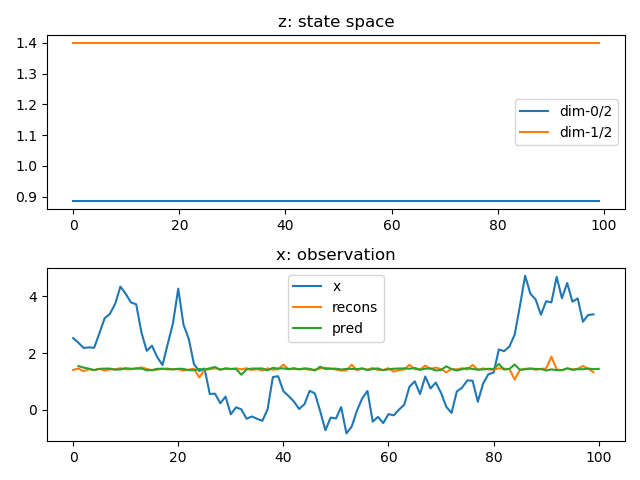 z: state space
1.4
1.3
1.2
1.1
1.0
0.9
dim-0/2
dim-1/2
0 20 40 60 80 100
x: observation
4
2
0
x
recons
pred
0 20 40 60 80 100